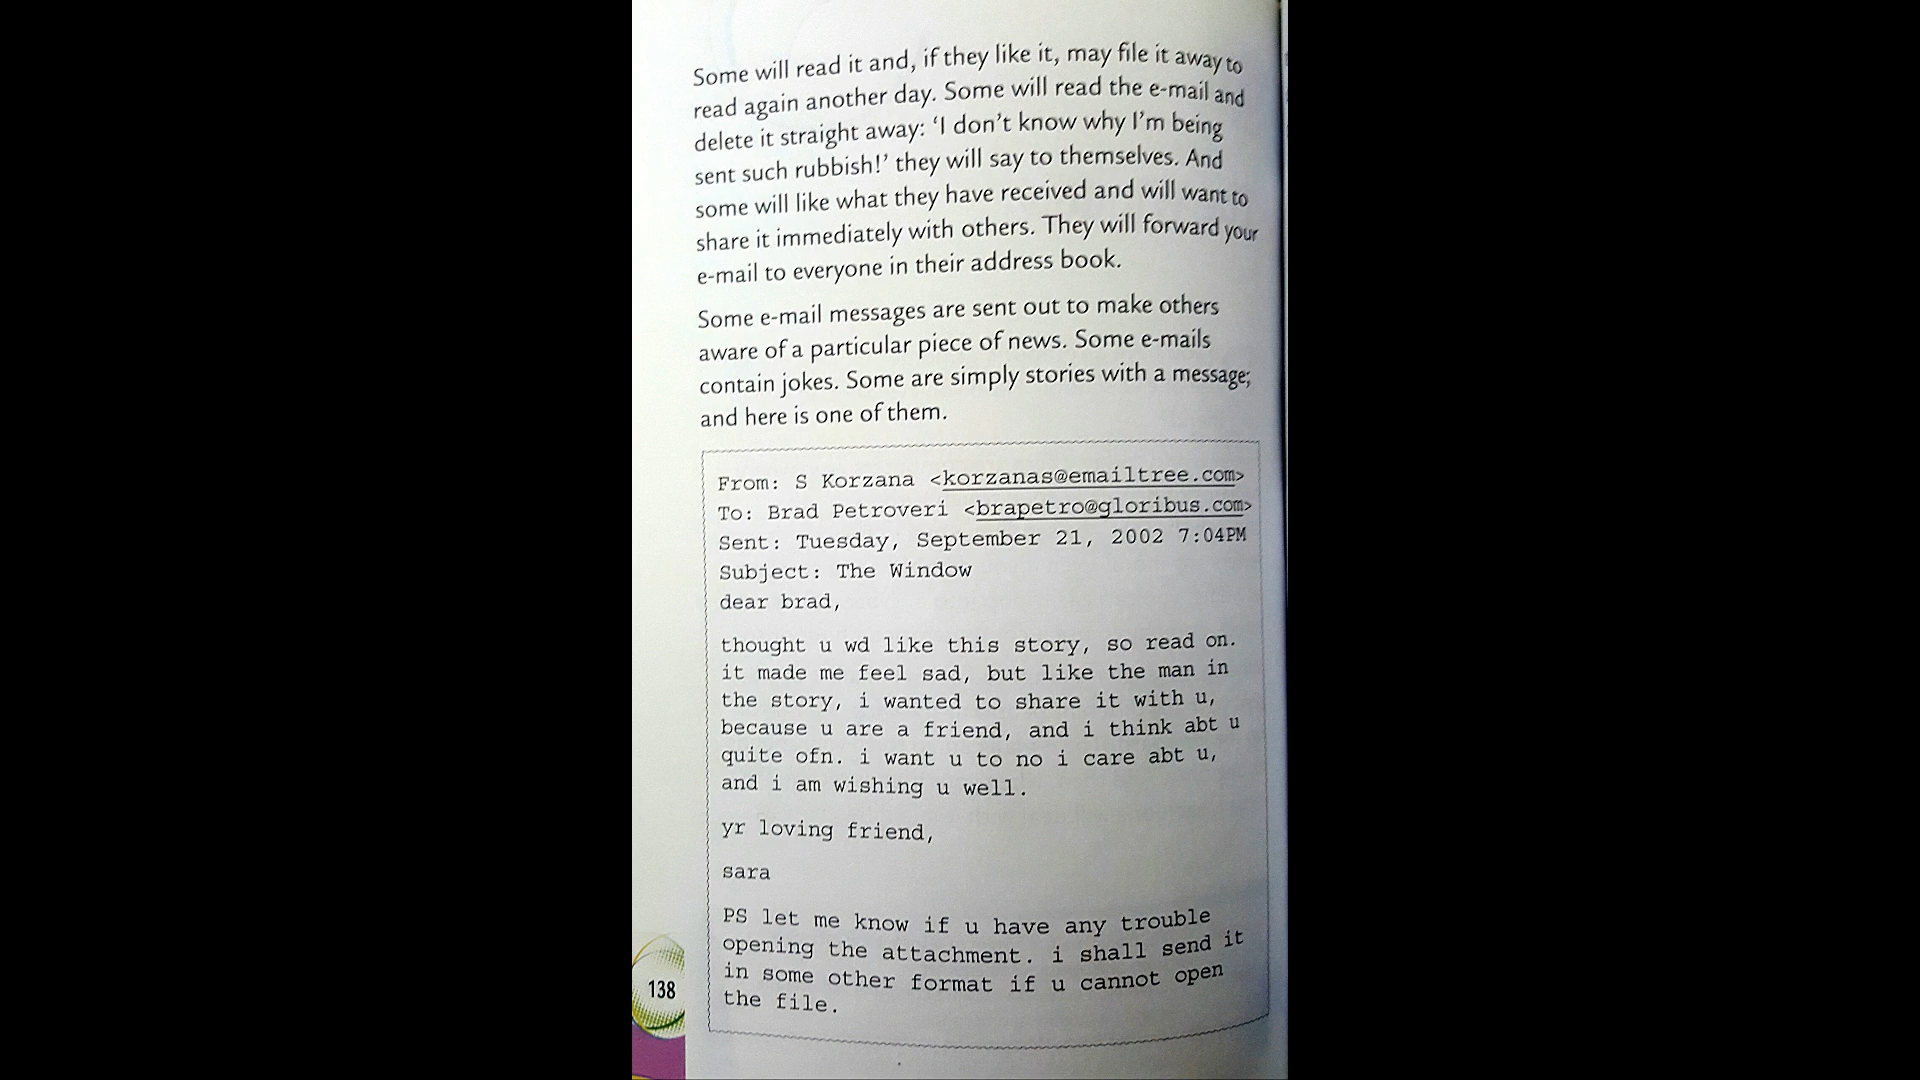 Some will read it and, if they like it, may file it away to
read again another day. Some will read the e-mail and
delete it straight away: ‘I don’t know why I’m being
sent such rubbish!’ they will say to themselves. And
some will like what they have received and will want to
share it immediately with others. They will forward your
e-mail to everyone in their address book.
Some e-mail messages are sent out to make others
aware of a particular piece of news. Some e-mails
contain jokes. Some are simply stories with a message;
and here is one of them.
From: S Korzana <korzanas@emailtree.com>
To: Brad Petroveri <brapetro@gloribus.com>
Sent: Tuesday, September 21, 2002 7:04PM
Subject: The Window
dear brad,
thought u wd like this story, so read on.
it made me feel sad, but like the man in
the story, i wanted to share it with u,
because u are a friend, and i think abt u
quite ofn. i want u to no i care abt u,
and i am wishing u well.
yr loving friend,
sara
PS let me know if u have any trouble
opening the attachment. i shall send it
in some other format if u cannot open
the file.
138